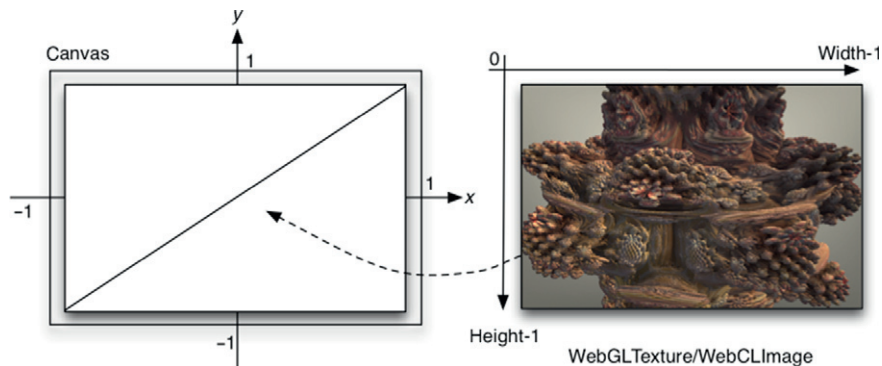 y
Canvas
1
0
Width-1
1
x
−1
−1
Height-1
WebGLTexture/WebCLImage